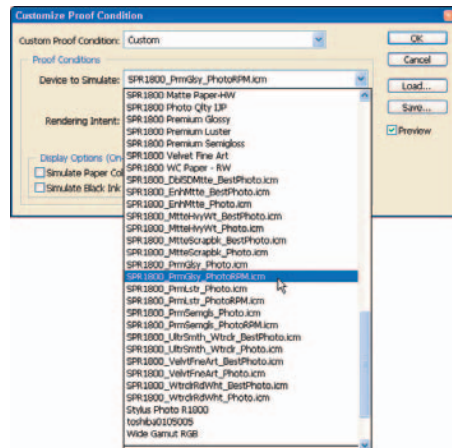 Customize Proof Condition
Custom Proof Condition: Custom
OK
Cancel
Load...
Save...
Preview
Proof Conditions
Device to Simulate: SPR1800_PrmGlsy_PhotoRPM.icm
Rendering Intent:
Display Options (On-
Simulate Paper Col
Simulate Black Ink
SPR1800 Matte Paper-HW
SPR1800 Photo Qlty IJP
SPR1800 Premium Glossy
SPR1800 Premium Luster
SPR1800 Premium Semigloss
SPR1800 Velvet Fine Art
SPR1800 WC Paper - RW
SPR1800_DblSDMtte_BestPhoto.icm
SPR1800_EnhMtte_BestPhoto.icm
SPR1800_EnhMtte_Photo.icm
SPR1800_MtteHvyWt_BestPhoto.icm
SPR1800_MtteHvyWt_Photo.icm
SPR1800_MtteScrapbk_BestPhoto.icm
SPR1800_MtteScrapbk_Photo.icm
SPR1800_PrmGlsy_Photo.icm
SPR1800_PrmGlsy_PhotoRPM.icm
SPR1800_PrmLstr_Photo.icm
SPR1800_PrmLstr_PhotoRPM.icm
SPR1800_PrmSemgls_Photo.icm
SPR1800_PrmSemgls_PhotoRPM.icm
SPR1800_UltrSmth_Wtrclr_BestPhoto.icm
SPR1800_UltrSmth_Wtrclr_Photo.icm
SPR1800_VelvtFneArt_BestPhoto.icm
SPR1800_VelvtFneArt_Photo.icm
SPR1800_WtrclrRdWht_BestPhoto.icm
SPR1800_WtrclrRdWht_Photo.icm
Stylus Photo R1800
toshiba0105005
Wide Gamut RGB